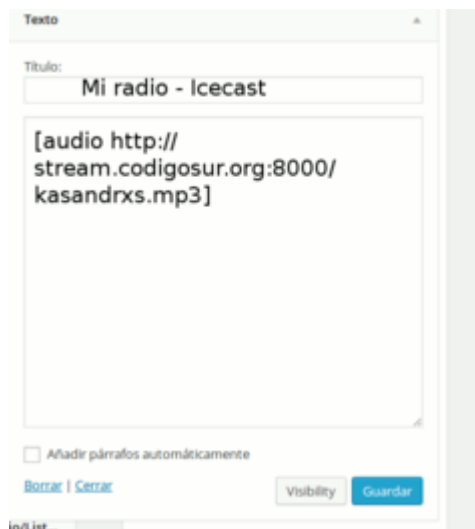 Texto
Título:
Mi radio - Icecast
[audio http://
stream.codigosur.org:8000/
kasandrxs.mp3]
Añadir párrafos automáticamente
Borrar | Cerrar
Visibility
Guardar